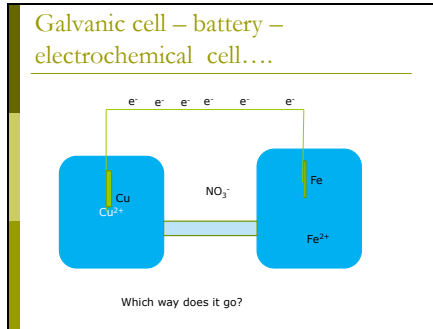 Galvanic cell – battery –
electrochemical cell….
e⁻ e⁻ e⁻ e⁻ e⁻ e⁻
Cu
Cu²⁺
NO₃⁻
Fe
Fe²⁺
Which way does it go?